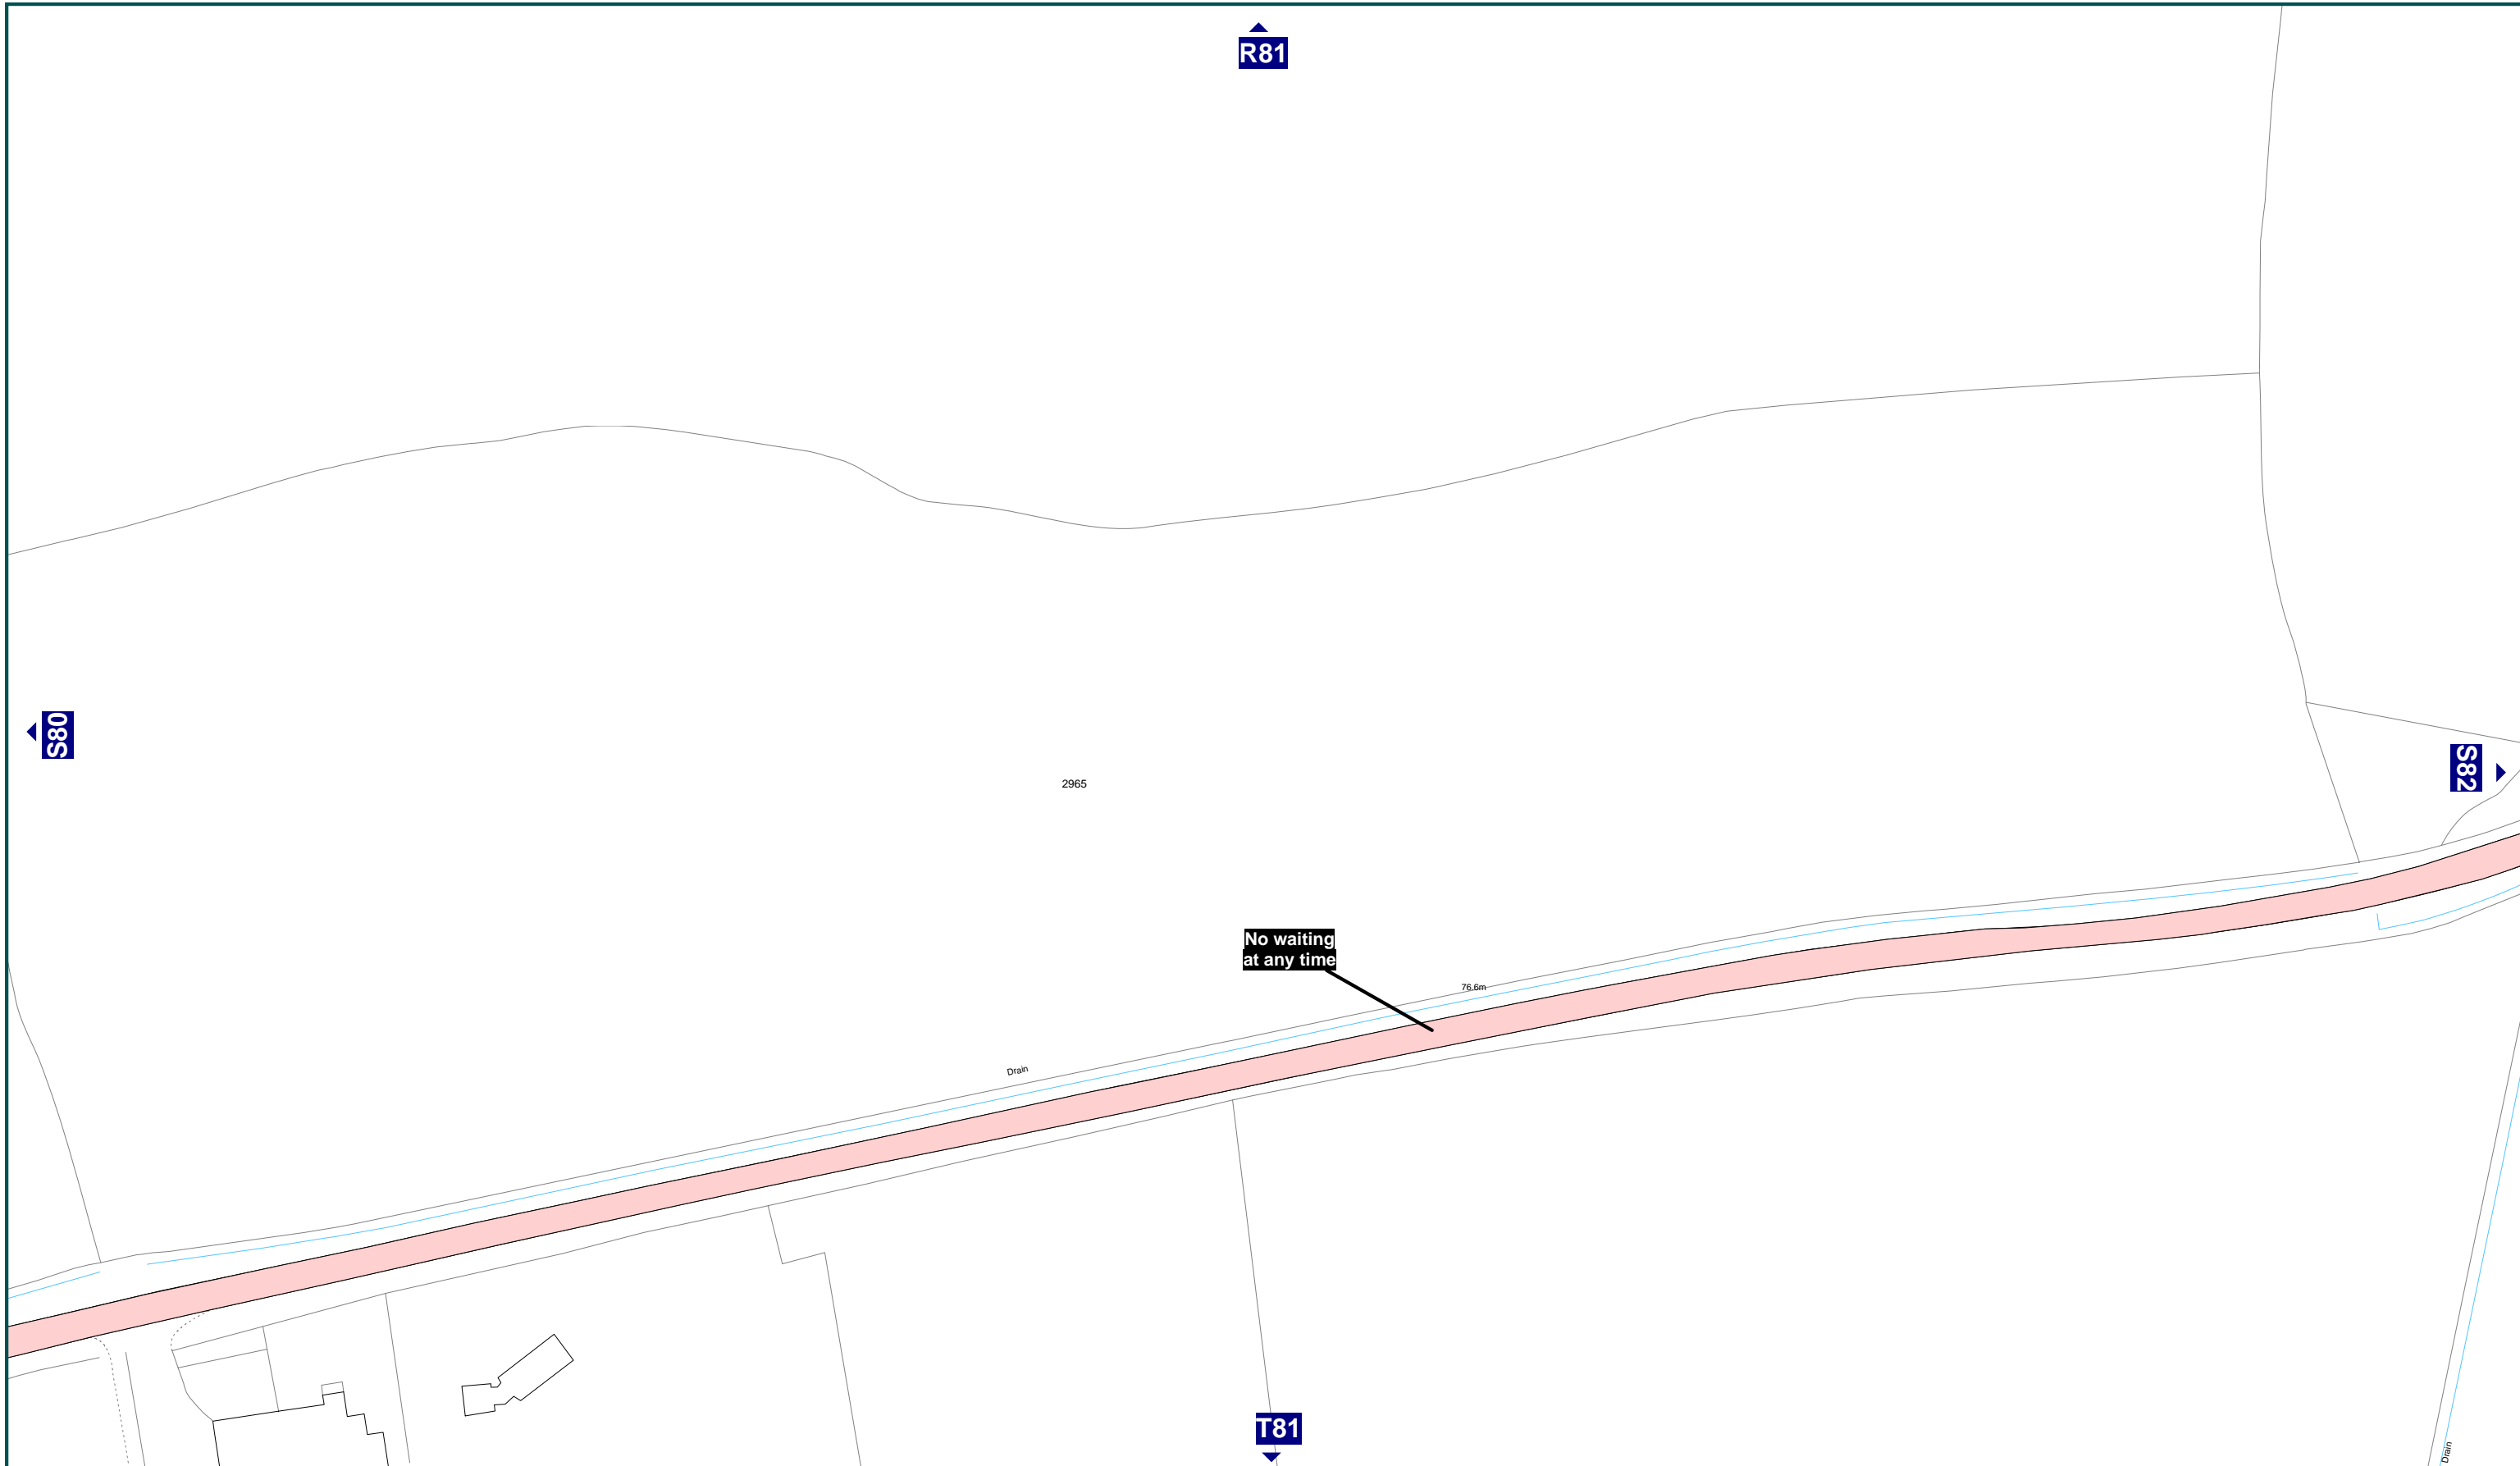 R81
S80
S82
2965
No waiting
at any time
76.6m
Drain
T81
Drain